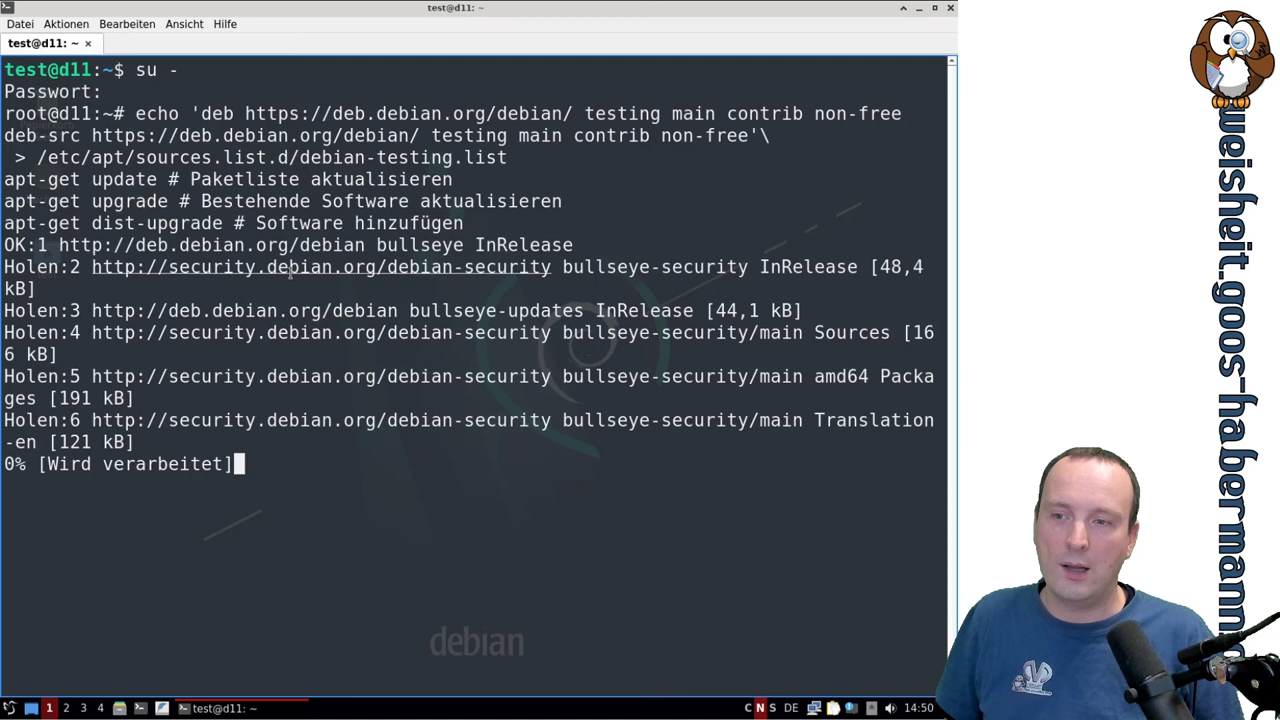 test@d11: ~
Datei Aktionen Bearbeiten Ansicht Hilfe
test@d11: ~ ×
test@d11:~$ su -
Passwort:
root@d11:~# echo 'deb https://deb.debian.org/debian/ testing main contrib non-free
deb-src https://deb.debian.org/debian/ testing main contrib non-free'\
> /etc/apt/sources.list.d/debian-testing.list
apt-get update # Paketliste aktualisieren
apt-get upgrade # Bestehende Software aktualisieren
apt-get dist-upgrade # Software hinzufügen
OK:1 http://deb.debian.org/debian bullseye InRelease
Holen:2 http://security.debian.org/debian-security bullseye-security InRelease [48,4
kB]
Holen:3 http://deb.debian.org/debian bullseye-updates InRelease [44,1 kB]
Holen:4 http://security.debian.org/debian-security bullseye-security/main Sources [16
6 kB]
Holen:5 http://security.debian.org/debian-security bullseye-security/main amd64 Packa
ges [191 kB]
Holen:6 http://security.debian.org/debian-security bullseye-security/main Translation
-en [121 kB]
0% [Wird verarbeitet]
debian
1 2 3 4 test@d11: ~ C N S DE 14:50
weisheit.goos-habermann.